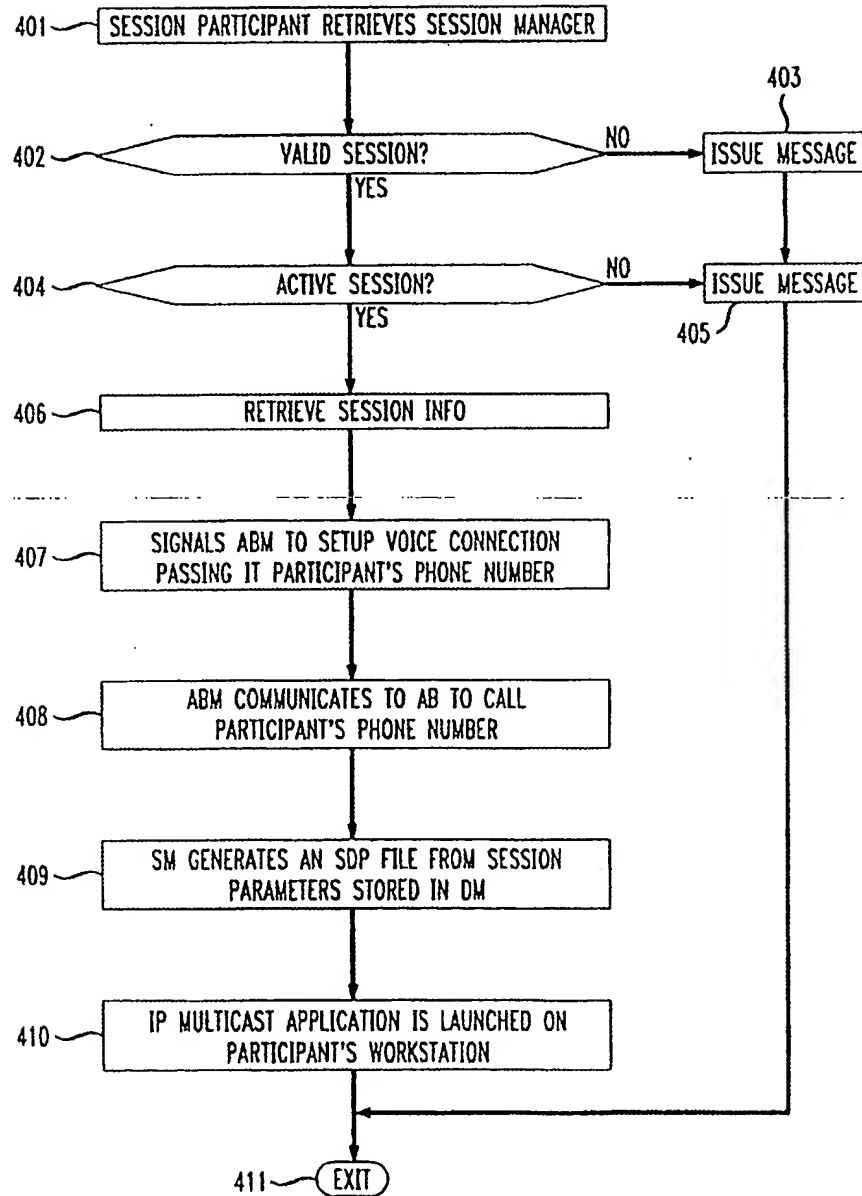 401 SESSION PARTICIPANT RETRIEVES SESSION MANAGER
403
402 VALID SESSION? NO ISSUE MESSAGE
YES
404 ACTIVE SESSION? NO ISSUE MESSAGE
YES
405
406 RETRIEVE SESSION INFO
407 SIGNALS ABM TO SETUP VOICE CONNECTION
PASSING IT PARTICIPANT'S PHONE NUMBER
408 ABM COMMUNICATES TO AB TO CALL
PARTICIPANT'S PHONE NUMBER
409 SM GENERATES AN SDP FILE FROM SESSION
PARAMETERS STORED IN DM
410 IP MULTICAST APPLICATION IS LAUNCHED ON
PARTICIPANT'S WORKSTATION
411 EXIT